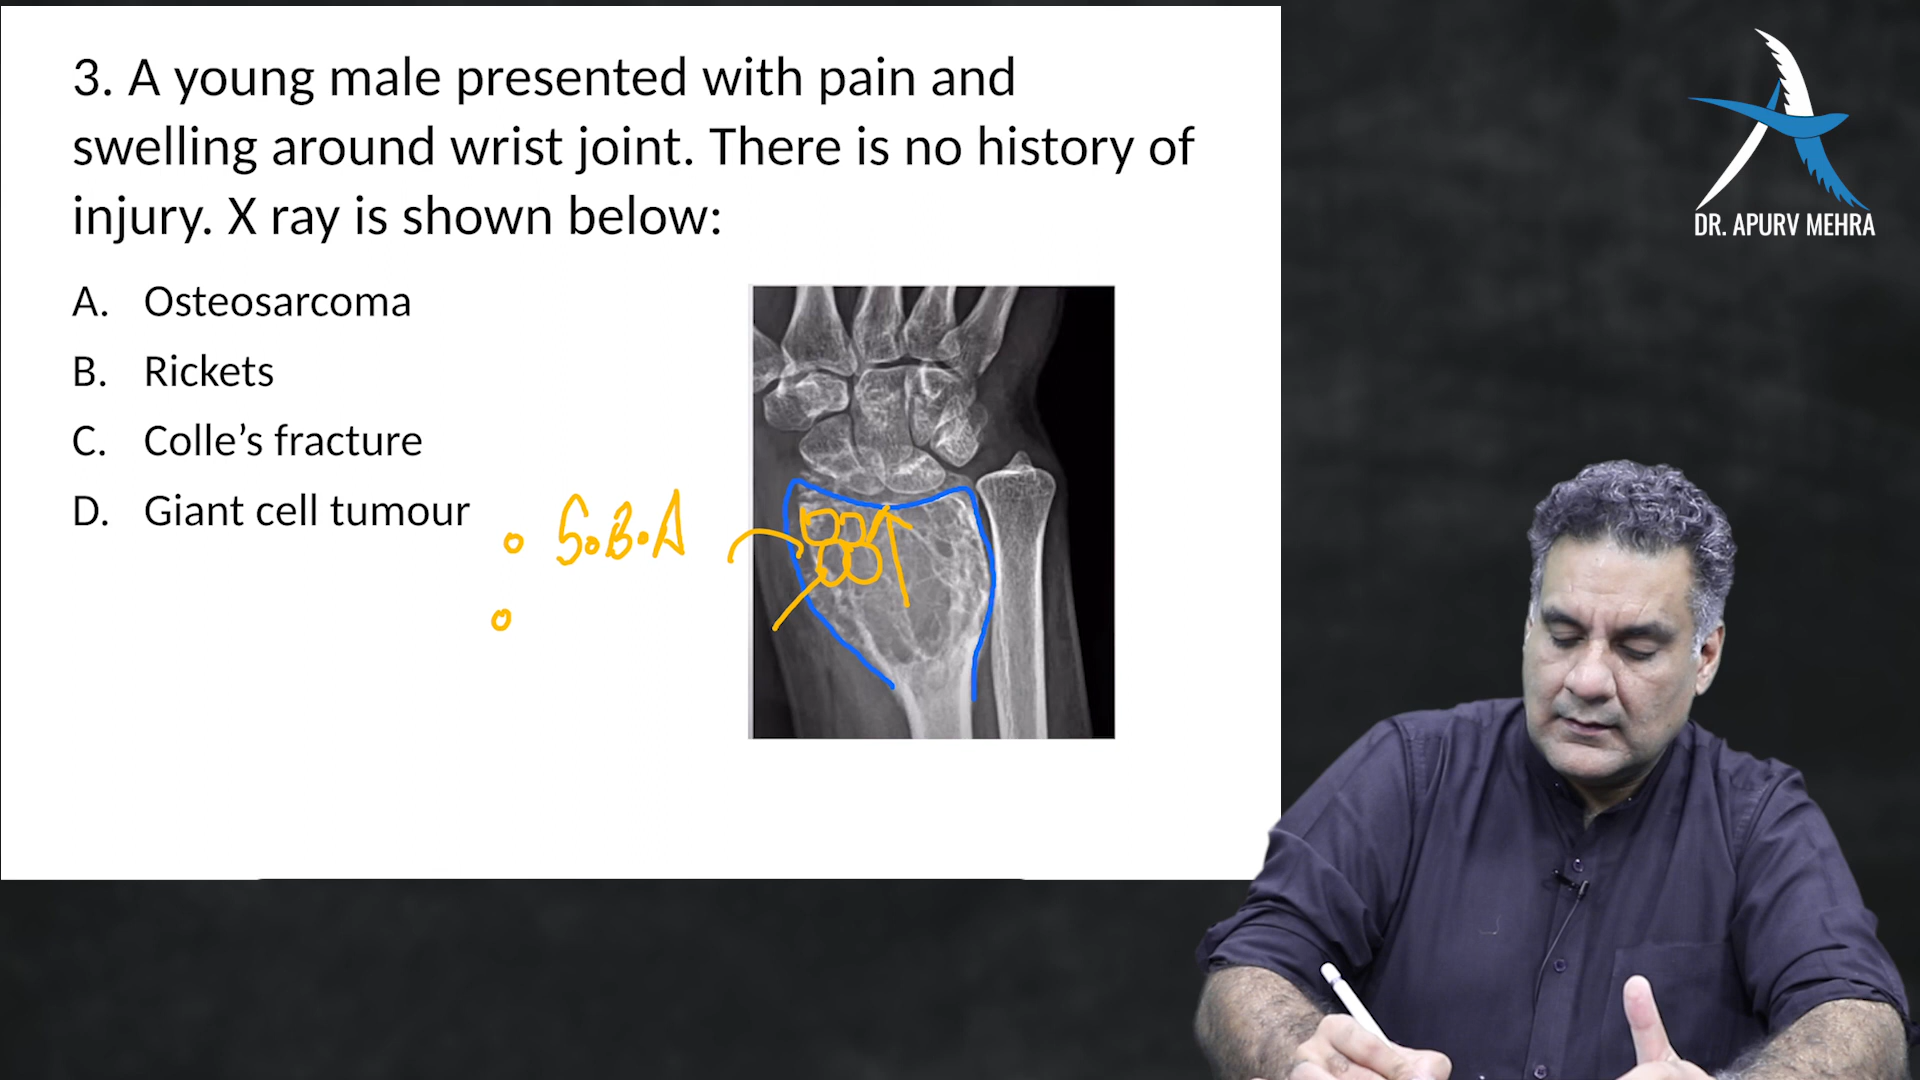 3. A young male presented with pain and
swelling around wrist joint. There is no history of
injury. X ray is shown below:
A. Osteosarcoma
B. Rickets
C. Colle’s fracture
D. Giant cell tumour
S.B.A
DR. APURV MEHRA